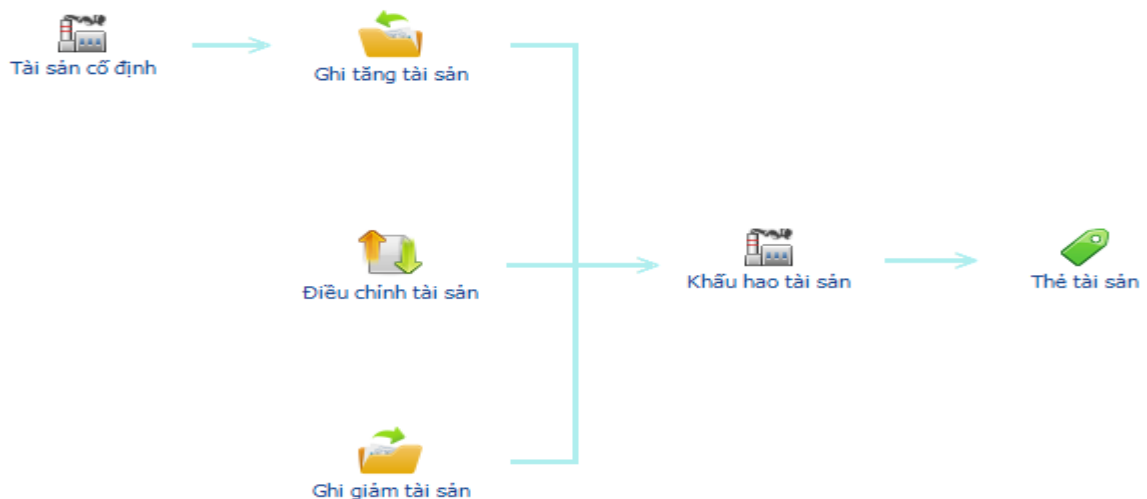 Tài sản cố định
Ghi tăng tài sản
Điều chỉnh tài sản
Khấu hao tài sản
Thẻ tài sản
Ghi giảm tài sản